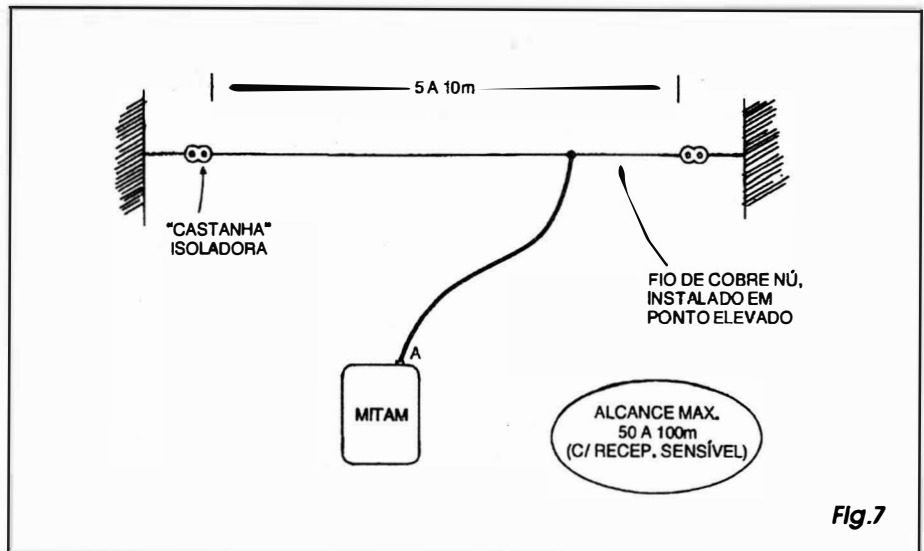 5 A 10m
"CASTANHA"
ISOLADORA
FIO DE COBRE NÚ,
INSTALADO EM
PONTO ELEVADO
A
MITAM
ALCANCE MAX.
50 A 100m
(C/ RECEP. SENSÍVEL)
Fig.7